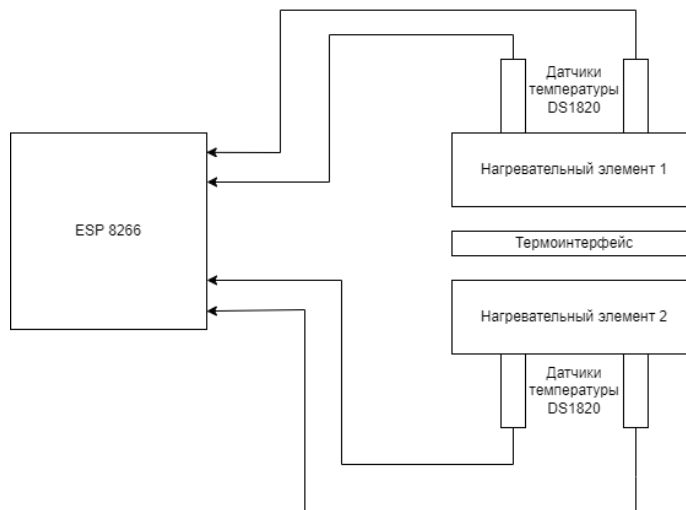 Датчики
температуры
DS1820
Нагревательный элемент 1
ESP 8266
Термоинтерфейс
Нагревательный элемент 2
Датчики
температуры
DS1820